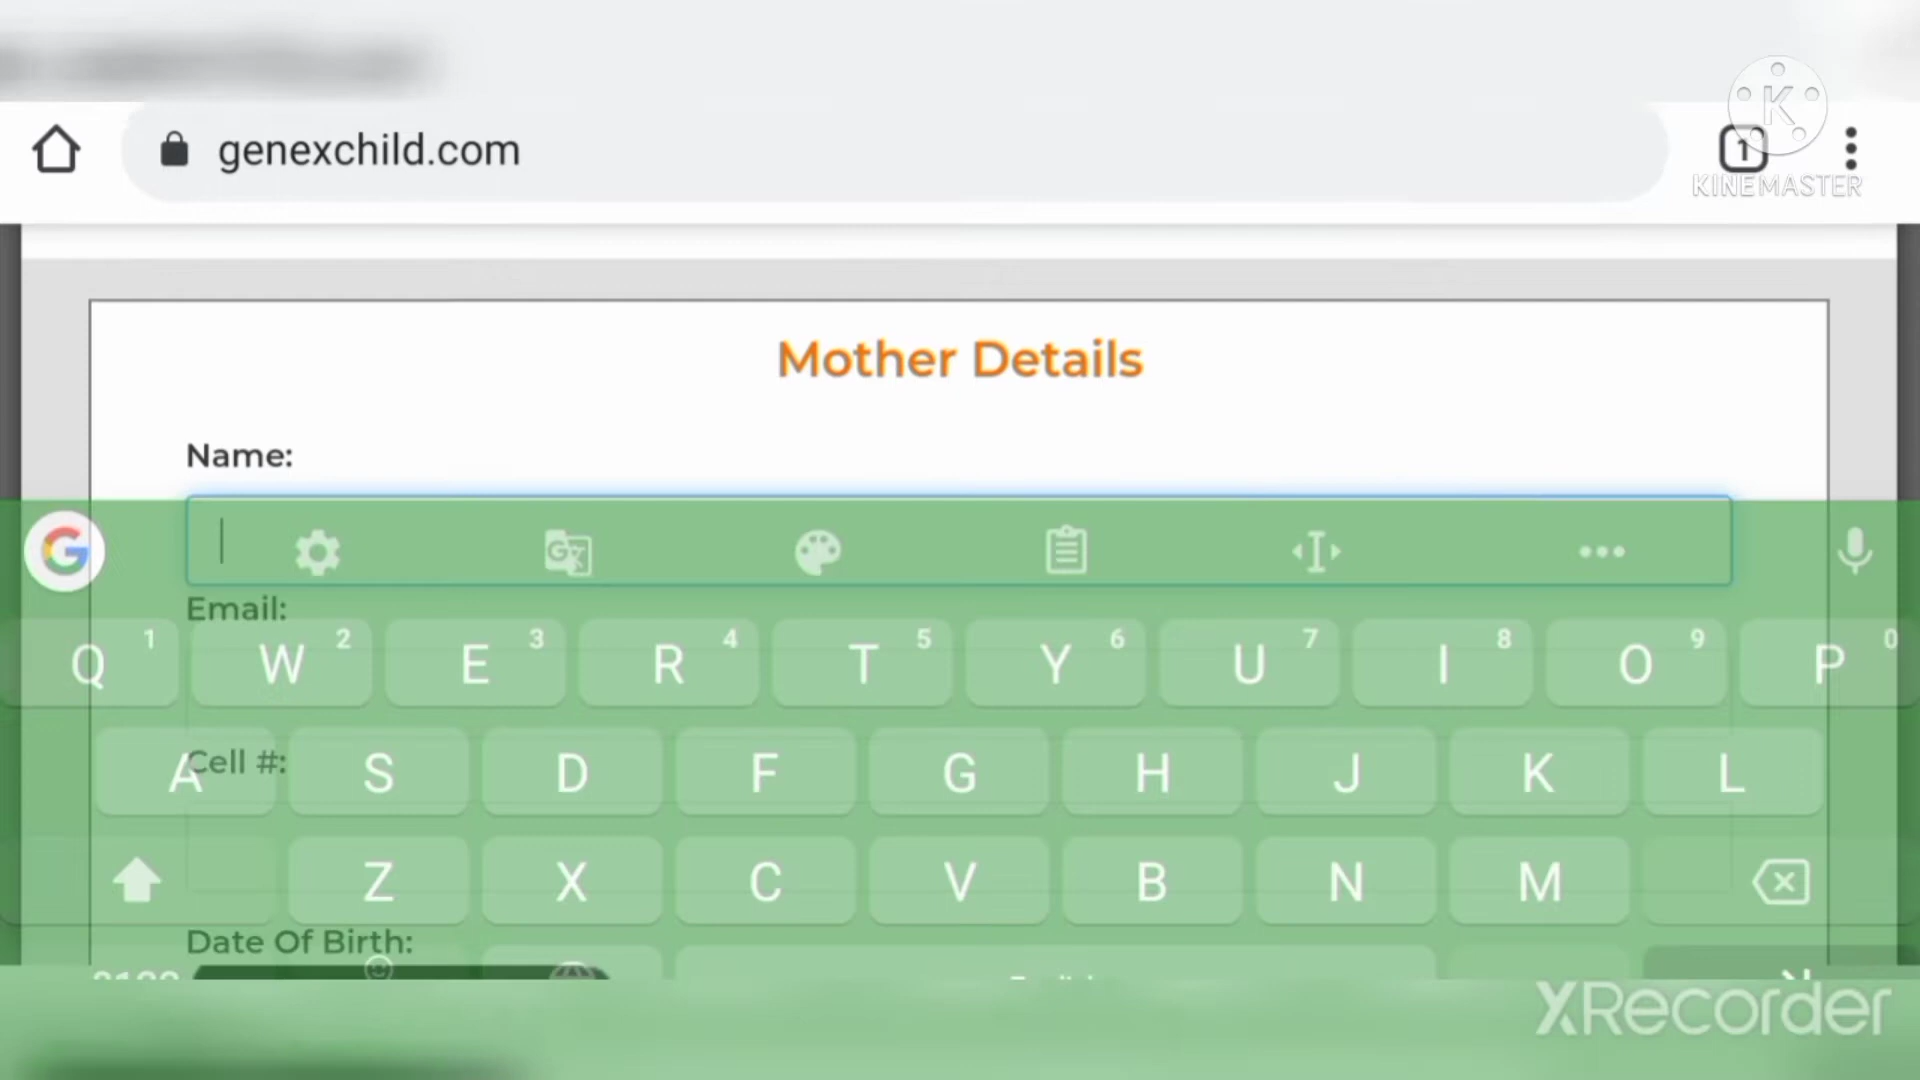 genexchild.com
1
K
KINEMASTER
Mother Details
Name:
G
Email:
Q 1 W 2 E 3 R 4 T 5 Y 6 U 7 I 8 O 9 P 0
Cell #:
A S D F G H J K L
Z X C V B N M
Date Of Birth:
XRecorder